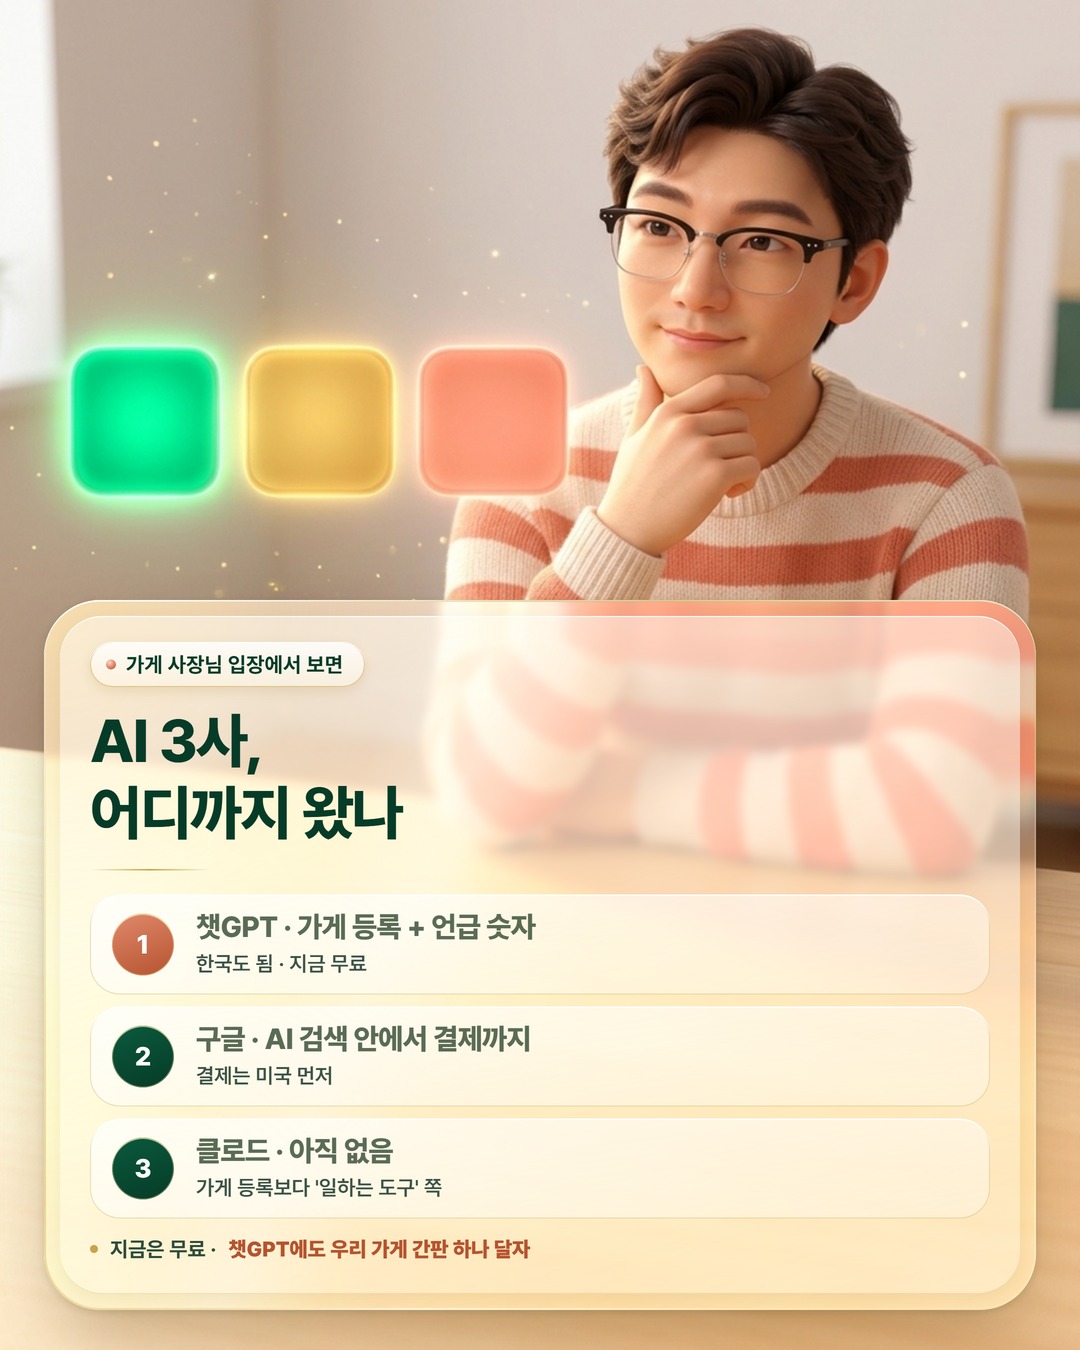 가게 사장님 입장에서 보면
AI 3사,
어디까지 왔나
1
챗GPT · 가게 등록 + 언급 숫자
한국도 됨 · 지금 무료
2
구글 · AI 검색 안에서 결제까지
결제는 미국 먼저
3
클로드 · 아직 없음
가게 등록보다 '일하는 도구' 쪽
지금은 무료 · 챗GPT에도 우리 가게 간판 하나 달자